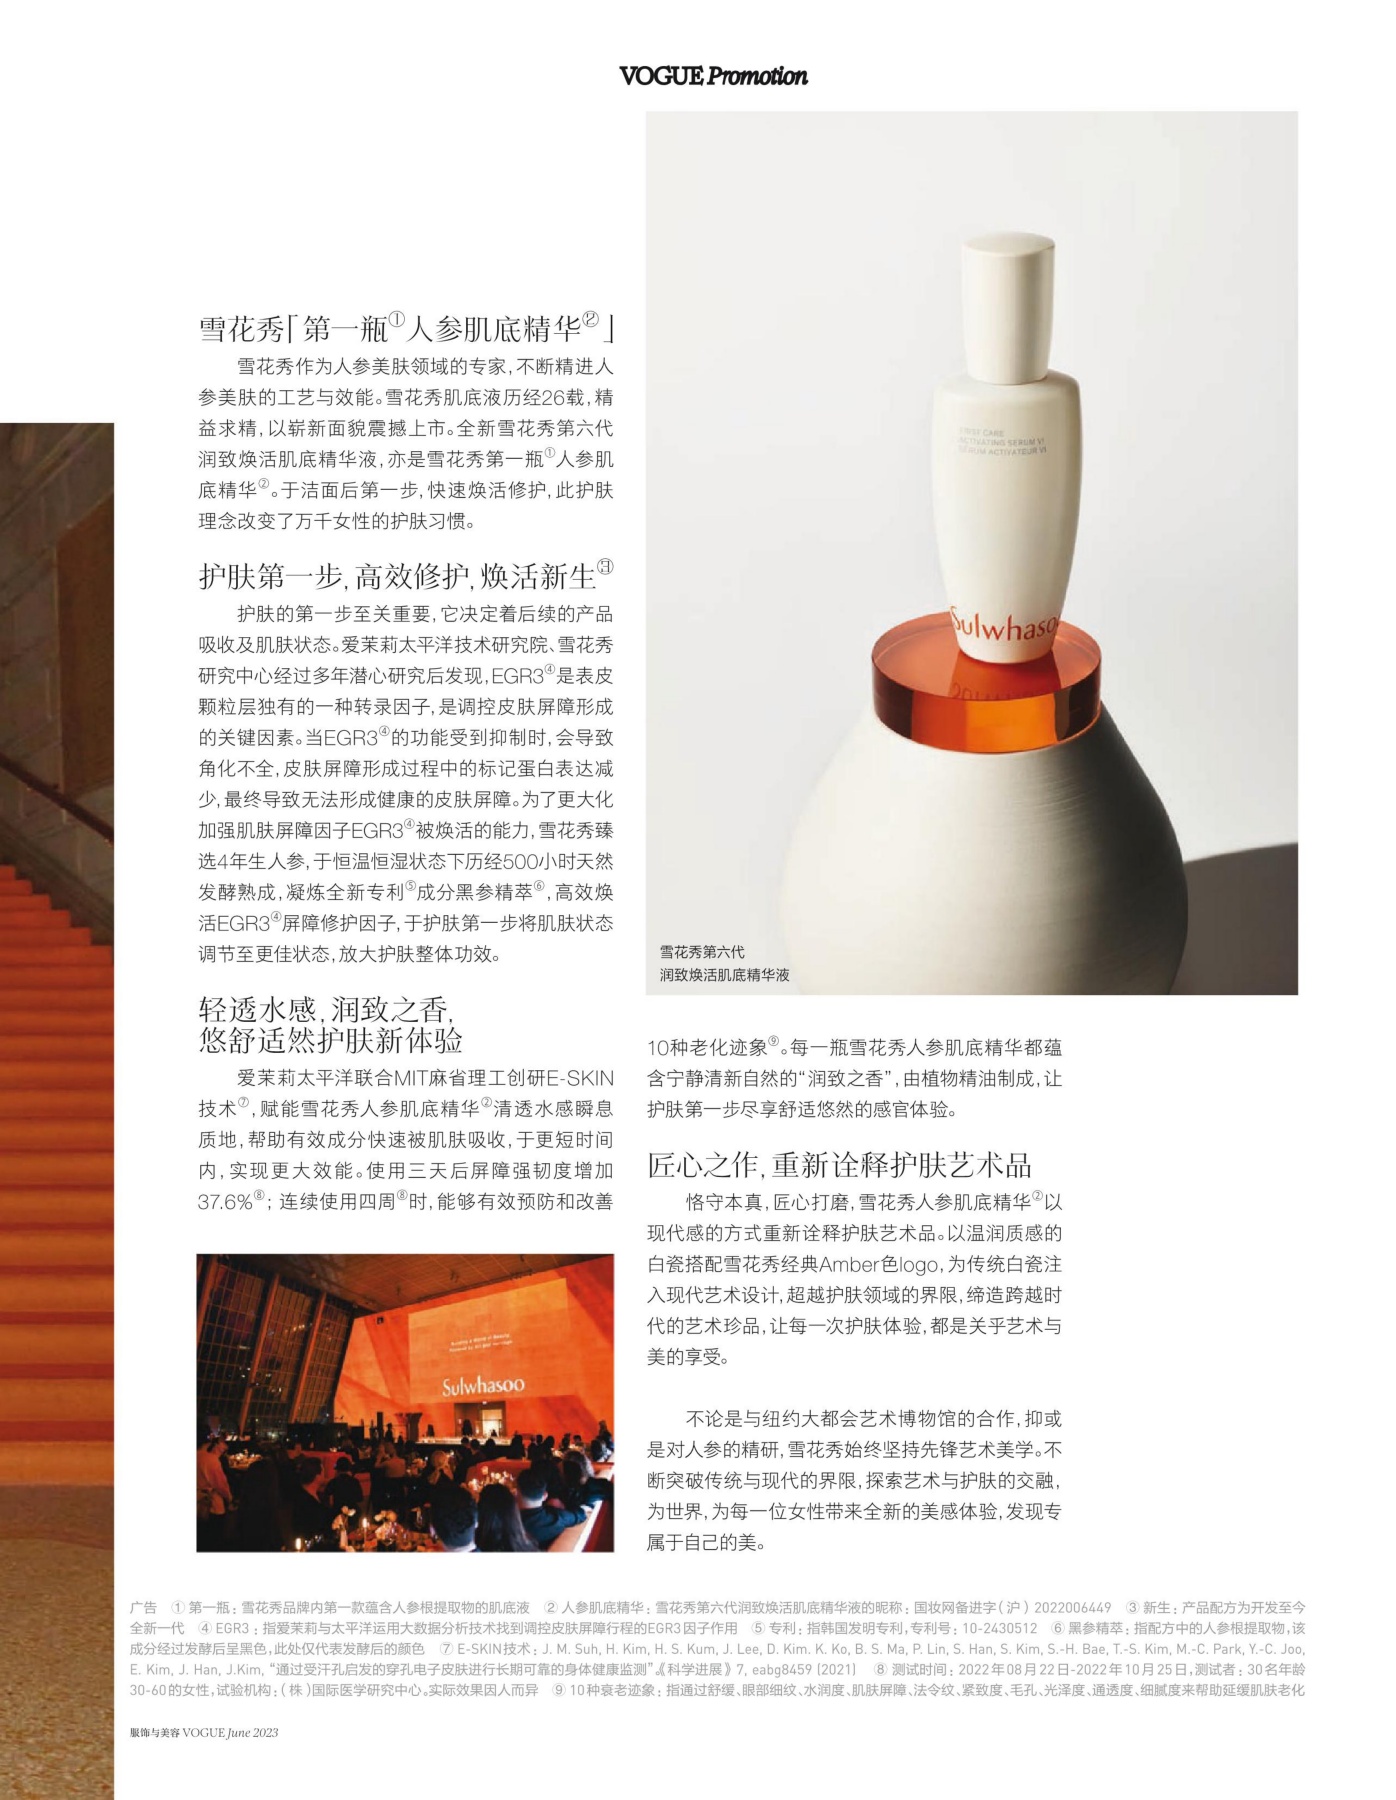 VOGUE Promotion
雪花秀「第一瓶①人参肌底精华②」
雪花秀作为人参美肤领域的专家,不断精进人
参美肤的工艺与效能。雪花秀肌底液历经26载,精
益求精,以崭新面貌震撼上市。全新雪花秀第六代
润致焕活肌底精华液,亦是雪花秀第一瓶①人参肌
底精华②。于洁面后第一步,快速焕活修护,此护肤
理念改变了万千女性的护肤习惯。
护肤第一步,高效修护,焕活新生③
护肤的第一步至关重要,它决定着后续的产品
吸收及肌肤状态。爱茉莉太平洋技术研究院、雪花秀
研究中心经过多年潜心研究后发现,EGR3④是表皮
颗粒层独有的一种转录因子,是调控皮肤屏障形成
的关键因素。当EGR3④的功能受到抑制时,会导致
角化不全,皮肤屏障形成过程中的标记蛋白表达减
少,最终导致无法形成健康的皮肤屏障。为了更大化
加强肌肤屏障因子EGR3④被焕活的能力,雪花秀臻
选4年生人参,于恒温恒湿状态下历经500小时天然
发酵熟成,凝炼全新专利⑤成分黑参精萃⑥,高效焕
活EGR3④屏障修护因子,于护肤第一步将肌肤状态
调节至更佳状态,放大护肤整体功效。
轻透水感,润致之香,
悠舒适然护肤新体验
爱茉莉太平洋联合MIT麻省理工创研E-SKIN
技术⑦,赋能雪花秀人参肌底精华②清透水感瞬息
质地,帮助有效成分快速被肌肤吸收,于更短时间
内,实现更大效能。使用三天后屏障强韧度增加
37.6%⑧; 连续使用四周⑧时,能够有效预防和改善
Sulwhasoo
FIRST CARE
ACTIVATING SERUM VI
SÉRUM ACTIVATEUR VI
Sulwhasoo
雪花秀第六代
润致焕活肌底精华液
10种老化迹象⑨。每一瓶雪花秀人参肌底精华都蕴
含宁静清新自然的“润致之香”,由植物精油制成,让
护肤第一步尽享舒适悠然的感官体验。
匠心之作,重新诠释护肤艺术品
恪守本真,匠心打磨,雪花秀人参肌底精华②以
现代感的方式重新诠释护肤艺术品。以温润质感的
白瓷搭配雪花秀经典Amber色logo,为传统白瓷注
入现代艺术设计,超越护肤领域的界限,缔造跨越时
代的艺术珍品,让每一次护肤体验,都是关乎艺术与
美的享受。
不论是与纽约大都会艺术博物馆的合作,抑或
是对人参的精研,雪花秀始终坚持先锋艺术美学。不
断突破传统与现代的界限,探索艺术与护肤的交融,
为世界,为每一位女性带来全新的美感体验,发现专
属于自己的美。
广告 ① 第一瓶: 雪花秀品牌内第一款蕴含人参根提取物的肌底液 ② 人参肌底精华: 雪花秀第六代润致焕活肌底精华液的昵称; 国妆网备进字(沪) 2022006449 ③ 新生: 产品配方为开发至今
全新一代 ④ EGR3 : 指爱茉莉与太平洋运用大数据分析技术找到调控皮肤屏障行程的EGR3因子作用 ⑤ 专利: 指韩国发明专利,专利号: 10-2430512 ⑥ 黑参精萃: 指配方中的人参根提取物,该
成分经过发酵后呈黑色,此处仅代表发酵后的颜色 ⑦ E-SKIN技术: J. M. Suh, H. Kim, H. S. Kum, J. Lee, D. Kim. K. Ko, B. S. Ma, P. Lin, S. Han, S. Kim, S.-H. Bae, T.-S. Kim, M.-C. Park, Y.-C. Joo,
E. Kim, J. Han, J.Kim, “通过受汗孔启发的穿孔电子皮肤进行长期可靠的身体健康监测”《科学进展》7, eabg8459 (2021) ⑧ 测试时间: 2022年08月22日-2022年10月25日,测试者: 30名年龄
30-60的女性,试验机构:(株)国际医学研究中心。实际效果因人而异 ⑨ 10种衰老迹象: 指通过舒缓、眼部细纹、水润度、肌肤屏障、法令纹、紧致度、毛孔、光泽度、通透度、细腻度来帮助延缓肌肤老化
服饰与美容 VOGUE June 2023